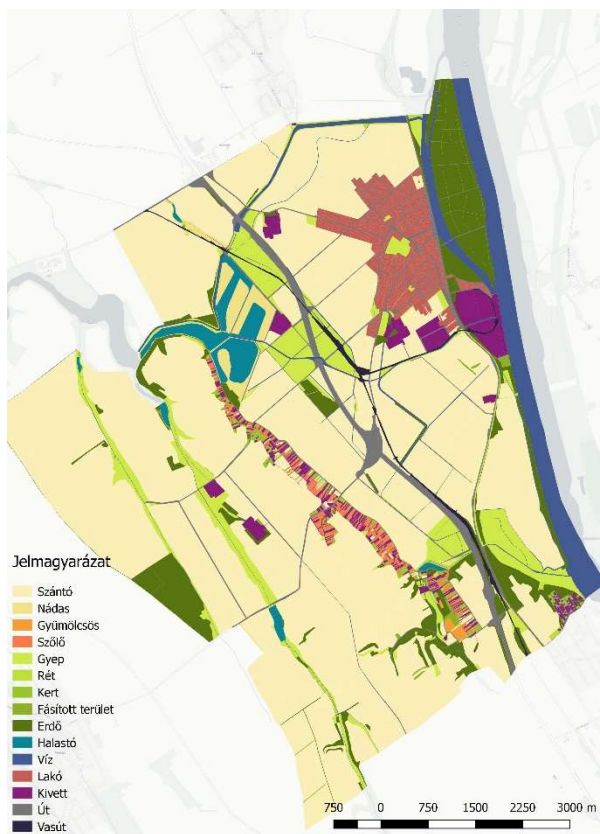 Jelmagyarázat
Szántó
Nádas
Gyümölcsös
Szőlő
Gyep
Rét
Kert
Fásított terület
Erdő
Halastó
Víz
Lakó
Kivett
Út
Vasút
750 0 750 1500 2250 3000 m